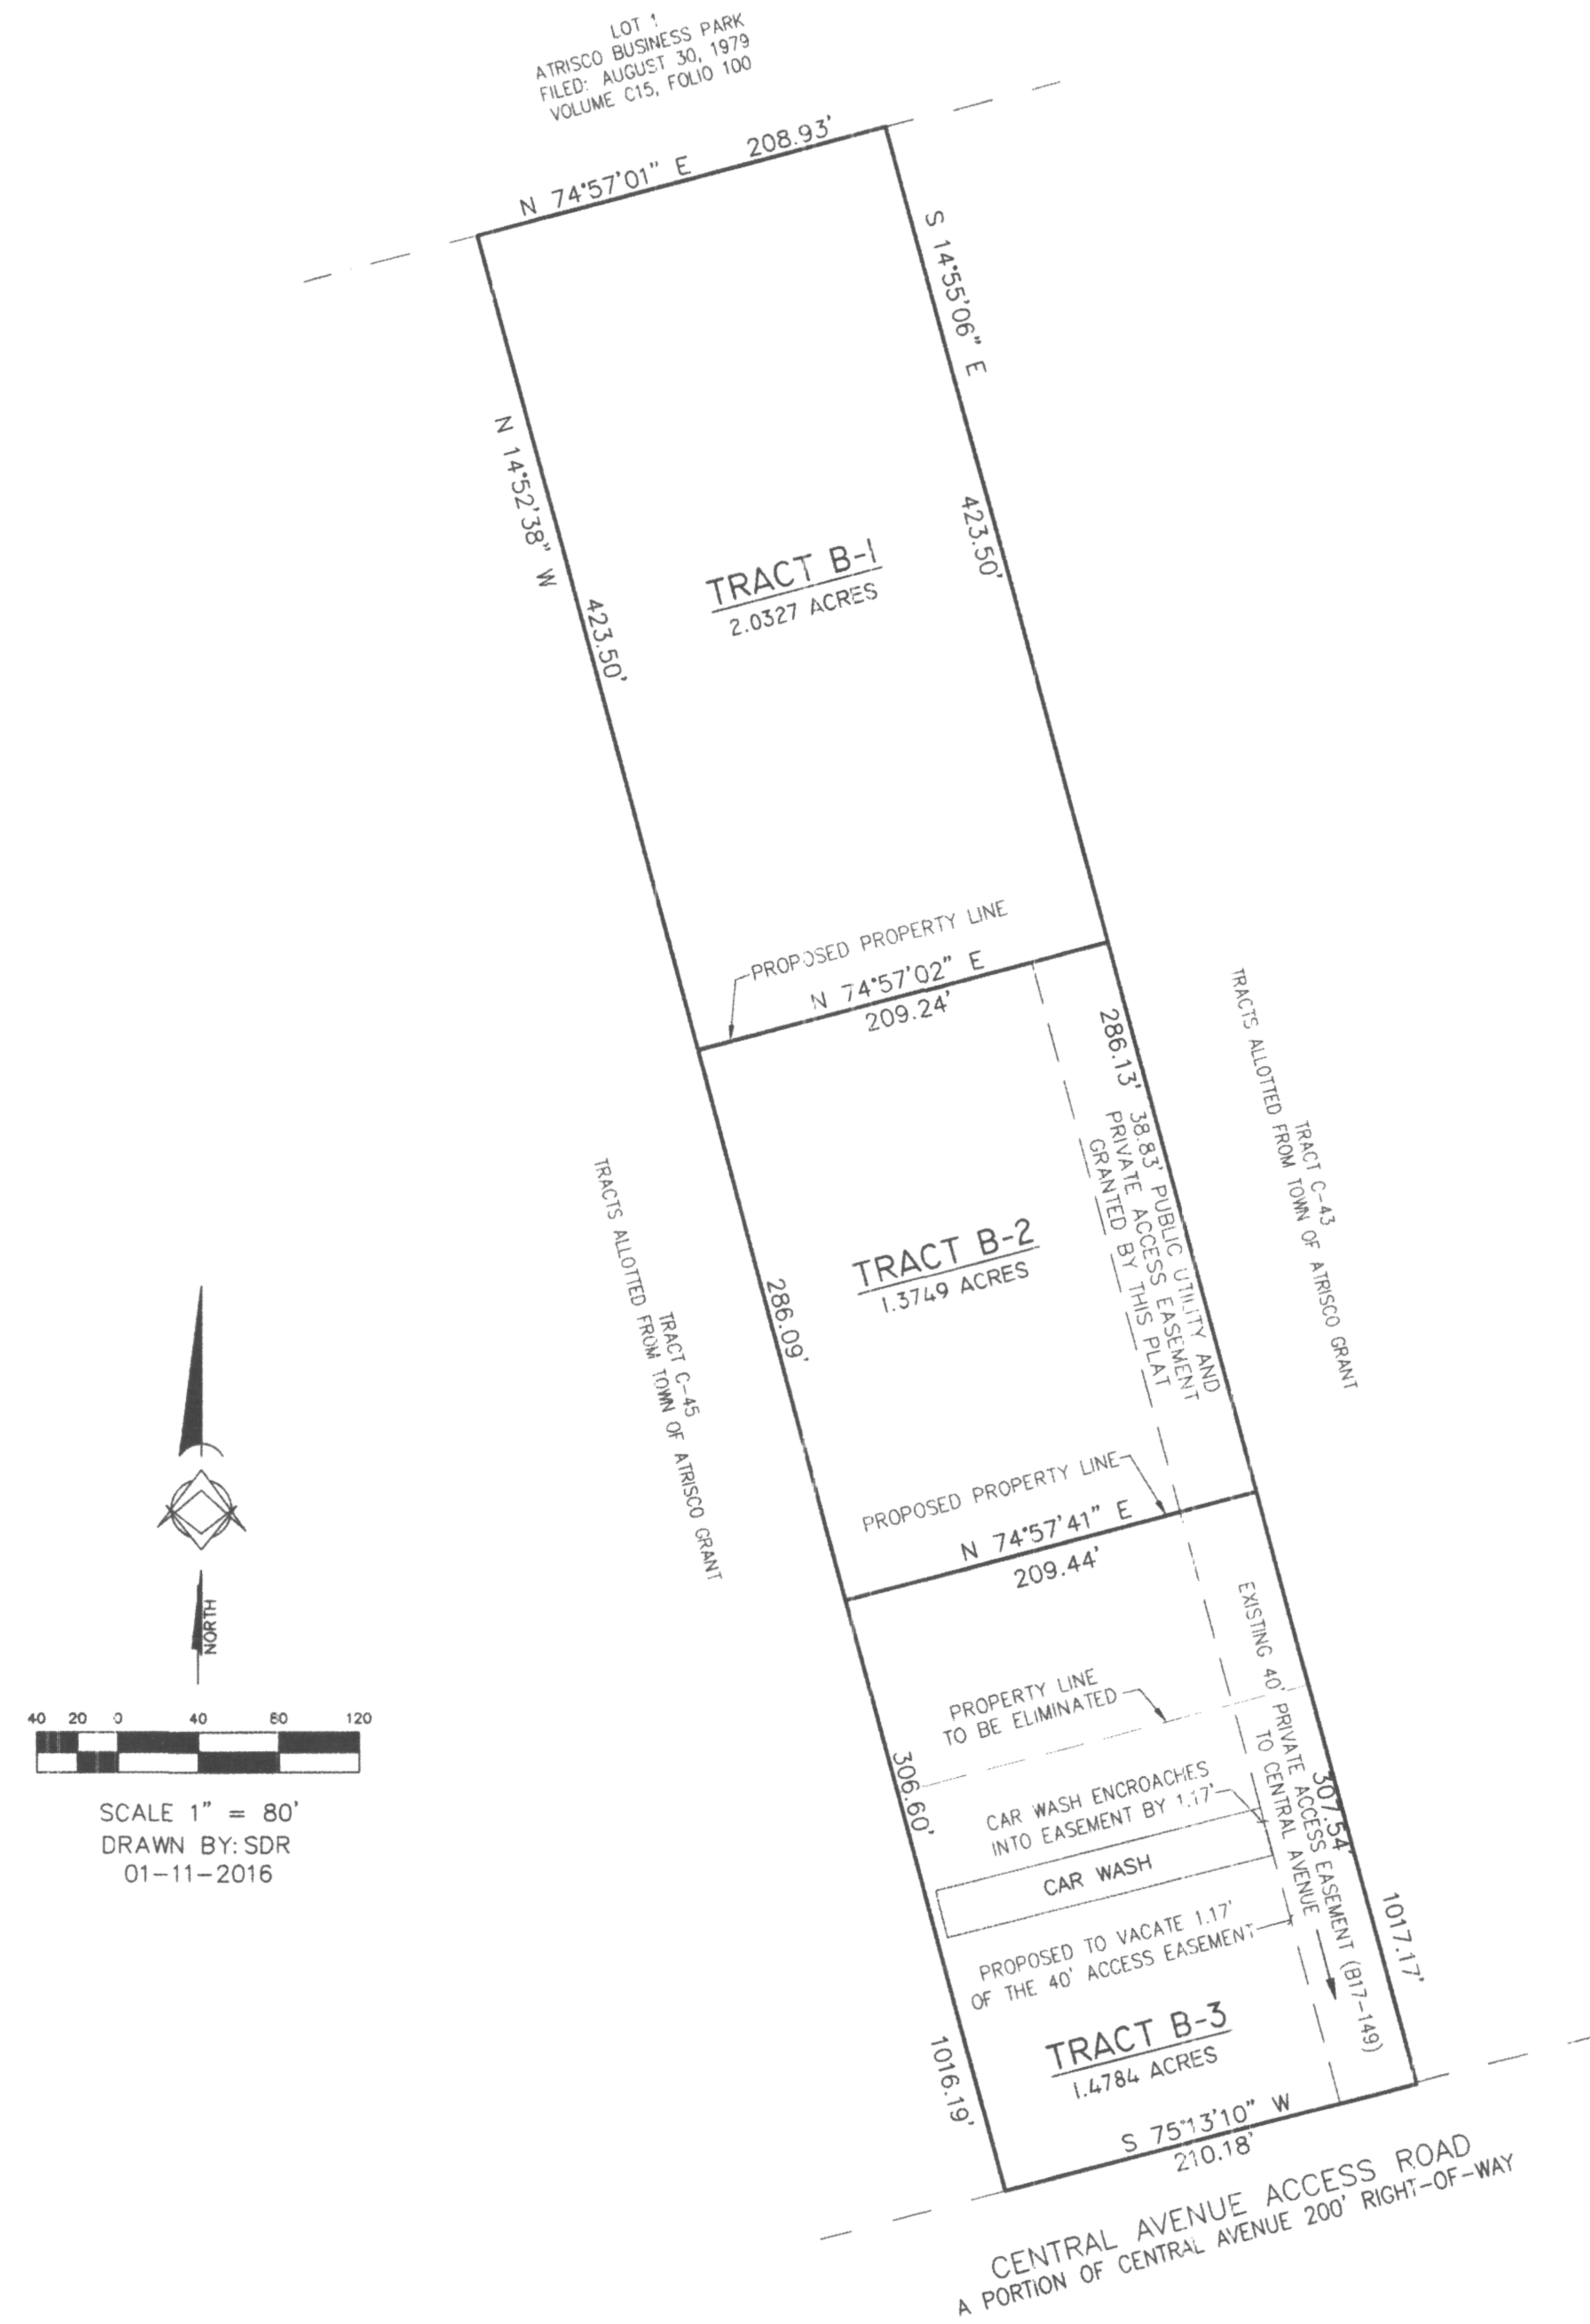 LOT 1
ATRISCO BUSINESS PARK
FILED: AUGUST 30, 1979
VOLUME C15, FOLIO 100
N 74°57'01" E 208.93'
S 14°55'06" E 423.50'
N 14°52'38" W 423.50'
TRACT B-1
2.0327 ACRES
PROPOSED PROPERTY LINE
N 74°57'02" E
209.24'
286.13'
38.83' PUBLIC UTILITY AND
PRIVATE ACCESS EASEMENT
GRANTED BY THIS PLAT
TRACT C-43
TRACTS ALLOTTED FROM TOWN OF ATRISCO GRANT
TRACT C-45
TRACTS ALLOTTED FROM TOWN OF ATRISCO GRANT
286.09'
TRACT B-2
1.3749 ACRES
PROPOSED PROPERTY LINE
N 74°57'41" E
209.44'
EXISTING 40' PRIVATE ACCESS EASEMENT (B17-149)
TO CENTRAL AVENUE
PROPERTY LINE
TO BE ELIMINATED
306.60'
307.54'
CAR WASH ENCROACHES
INTO EASEMENT BY 1.17'
CAR WASH
PROPOSED TO VACATE 1.17'
OF THE 40' ACCESS EASEMENT
1017.17'
1016.19'
TRACT B-3
1.4784 ACRES
S 75°13'10" W
210.18'
CENTRAL AVENUE ACCESS ROAD
A PORTION OF CENTRAL AVENUE 200' RIGHT-OF-WAY
NORTH
40 20 0 40 80 120
SCALE 1" = 80'
DRAWN BY: SDR
01-11-2016